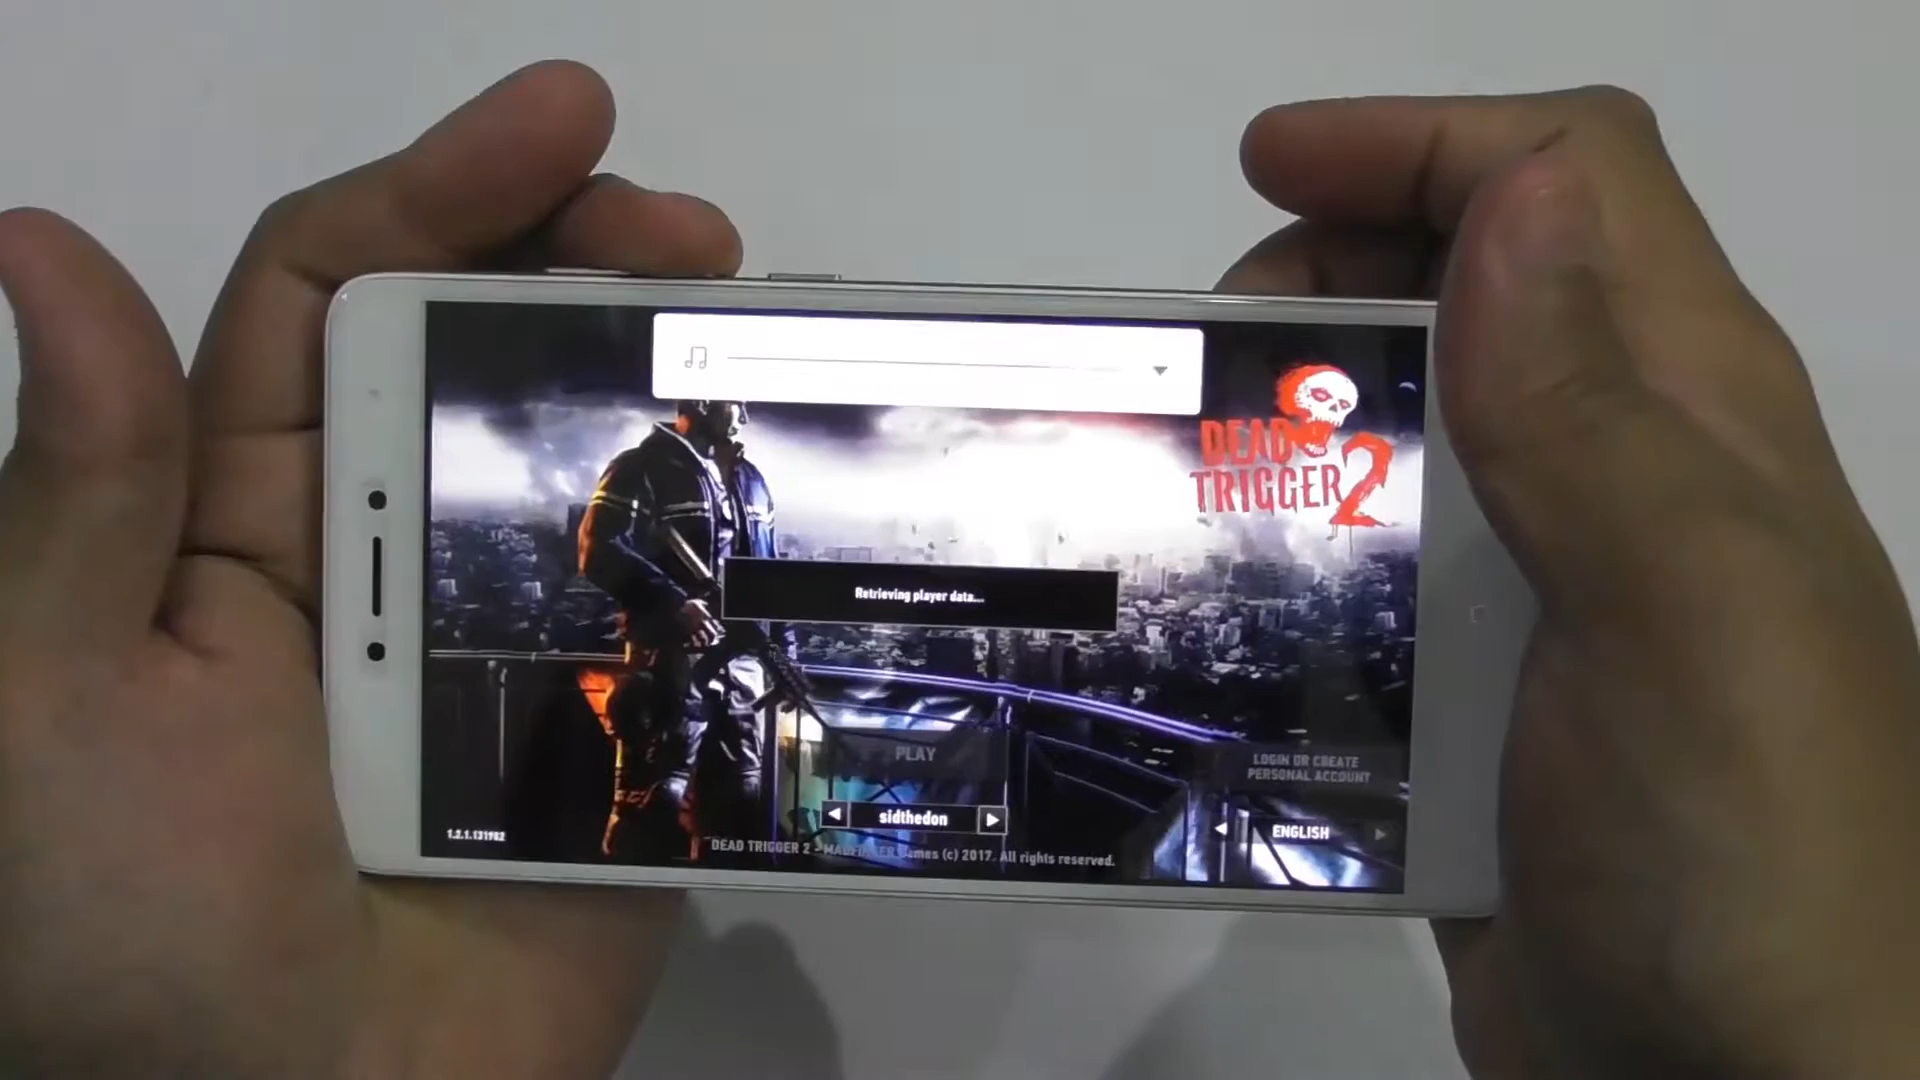 DEAD
TRIGGER 2
Retrieving player data...
PLAY
LOGIN OR CREATE
PERSONAL ACCOUNT
sidthedon
ENGLISH
1.2.1.131982
DEAD TRIGGER 2 - MADFINGER Games (c) 2017. All rights reserved.